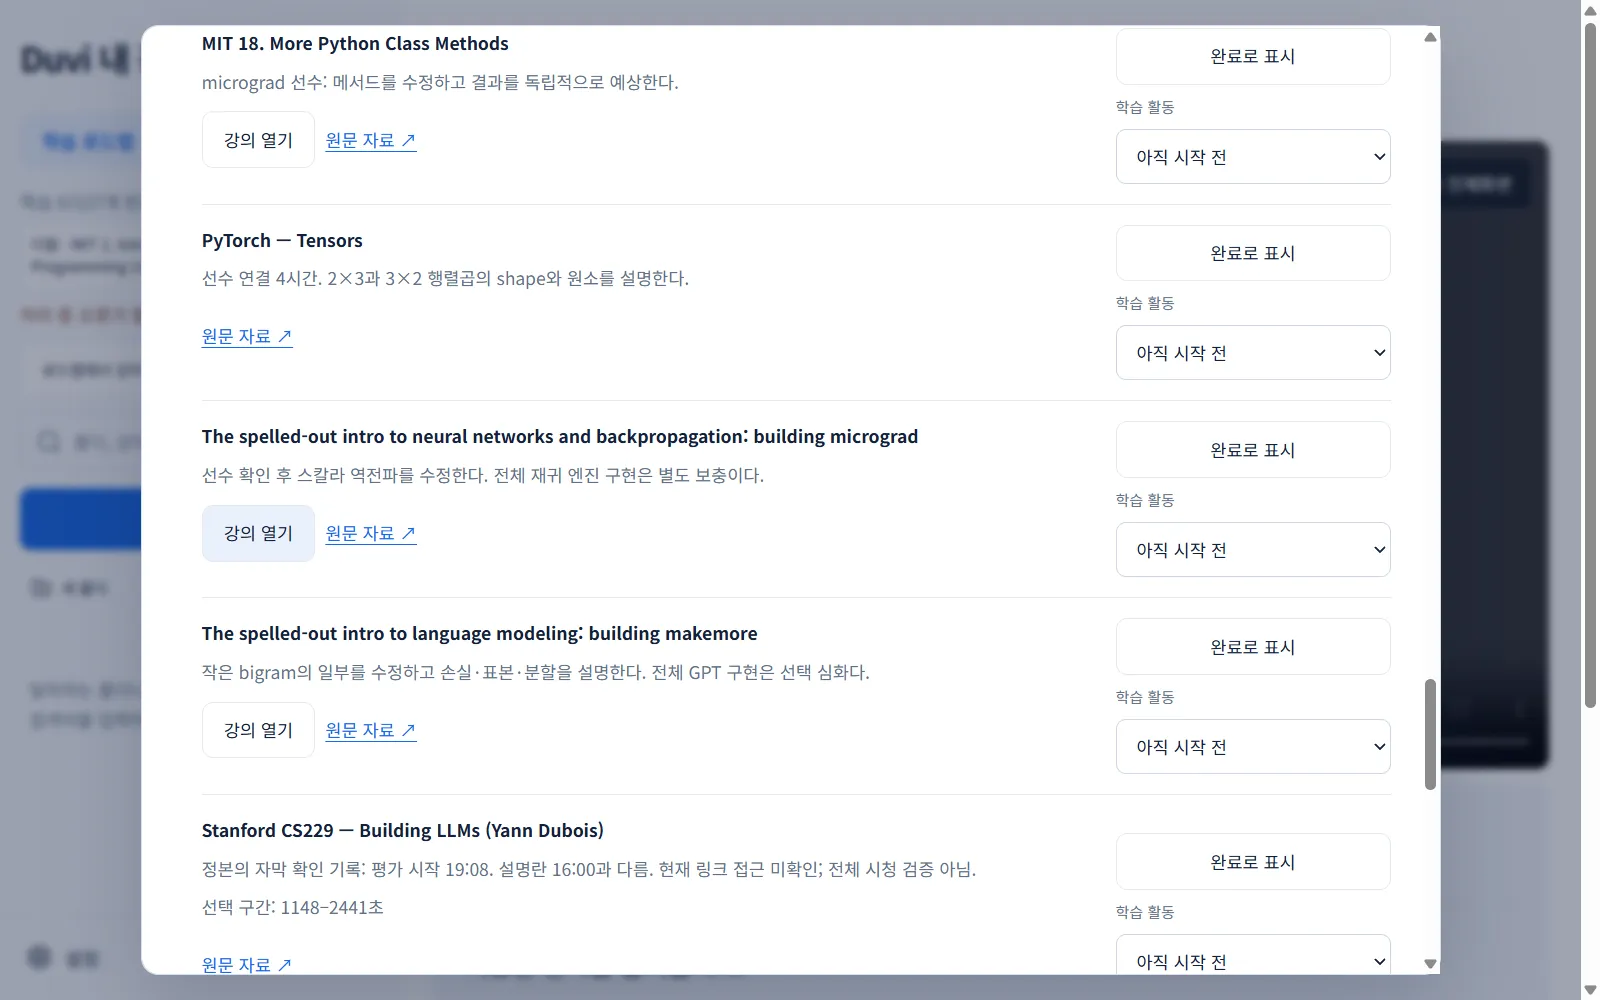 Duvi 내
MIT 18. More Python Class Methods
micrograd 선수: 메서드를 수정하고 결과를 독립적으로 예상한다.
강의 열기 원문 자료 ↗
완료로 표시
학습 활동
아직 시작 전
PyTorch — Tensors
선수 연결 4시간. 2×3과 3×2 행렬곱의 shape와 원소를 설명한다.
원문 자료 ↗
완료로 표시
학습 활동
아직 시작 전
The spelled-out intro to neural networks and backpropagation: building micrograd
선수 확인 후 스칼라 역전파를 수정한다. 전체 재귀 엔진 구현은 별도 보충이다.
강의 열기 원문 자료 ↗
완료로 표시
학습 활동
아직 시작 전
The spelled-out intro to language modeling: building makemore
작은 bigram의 일부를 수정하고 손실·표본·분할을 설명한다. 전체 GPT 구현은 선택 심화다.
강의 열기 원문 자료 ↗
완료로 표시
학습 활동
아직 시작 전
Stanford CS229 — Building LLMs (Yann Dubois)
정본의 자막 확인 기록: 평가 시작 19:08. 설명란 16:00과 다름. 현재 링크 접근 미확인; 전체 시청 검증 아님.
선택 구간: 1148–2441초
원문 자료 ↗
완료로 표시
학습 활동
아직 시작 전
설정